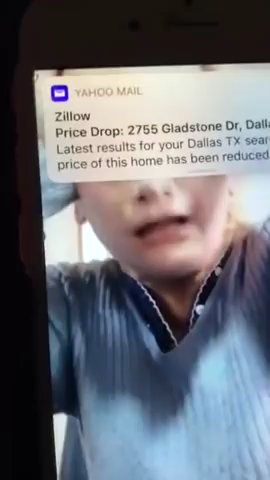 YAHOO MAIL
Zillow
Price Drop: 2755 Gladstone Dr, Dalla
Latest results for your Dallas TX sear
price of this home has been reduced